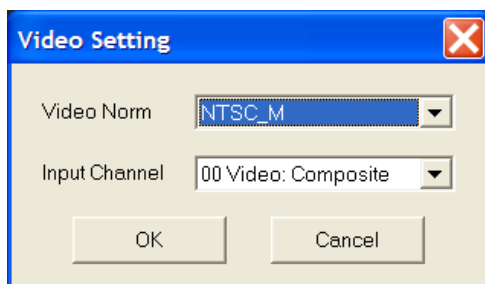 Video Setting
Video Norm NTSC_M
Input Channel 00 Video: Composite
OK Cancel